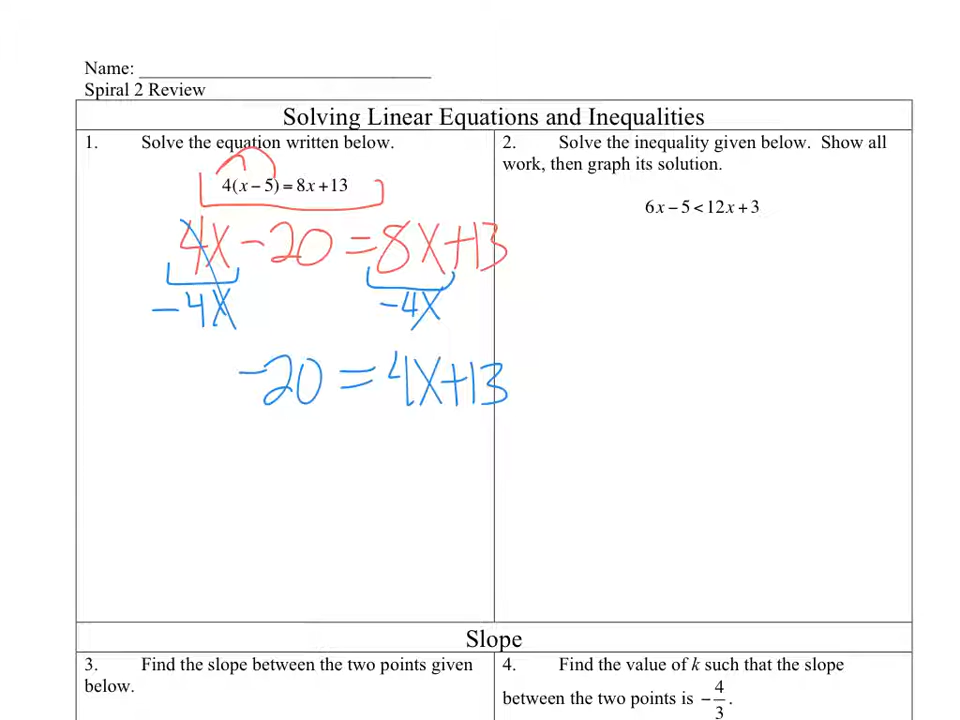 Name: ______________________________
Spiral 2 Review
Solving Linear Equations and Inequalities
1. Solve the equation written below.
4(x − 5) = 8x + 13
4x − 20 = 8x + 13
− 4x − 4x
−20 = 4x + 13
2. Solve the inequality given below. Show all
work, then graph its solution.
6x − 5 < 12x + 3
Slope
3. Find the slope between the two points given
below.
4. Find the value of k such that the slope
between the two points is −4/3.